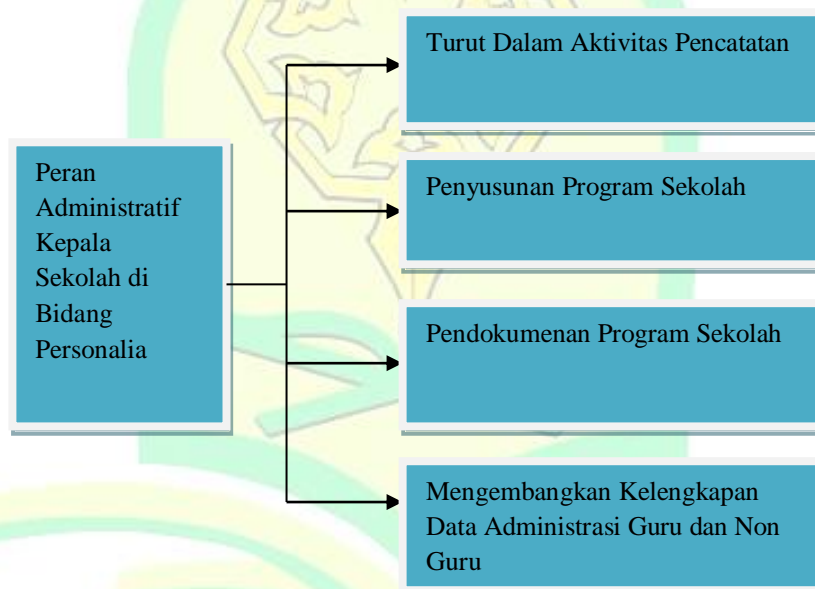 Peran
Administratif
Kepala
Sekolah di
Bidang
Personalia
Turut Dalam Aktivitas Pencatatan
Penyusunan Program Sekolah
Pendokumenan Program Sekolah
Mengembangkan Kelengkapan
Data Administrasi Guru dan Non
Guru